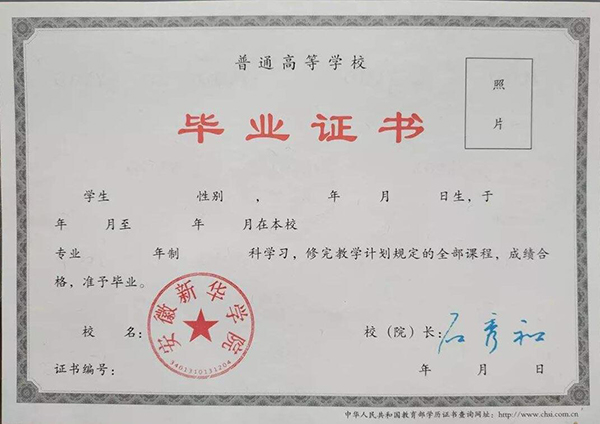 普通高等学校
照
片
毕业证书
学生 性别 , 年 月 日生，于
年 月至 年 月在本校
专业 年制 科学习，修完教学计划规定的全部课程，成绩合
格，准予毕业。
安徽新华学院
3401310131204
校 名：
校（院）长：石秀和
证书编号：
年 月 日
中华人民共和国教育部学历证书查询网址：http://www.chsi.com.cn